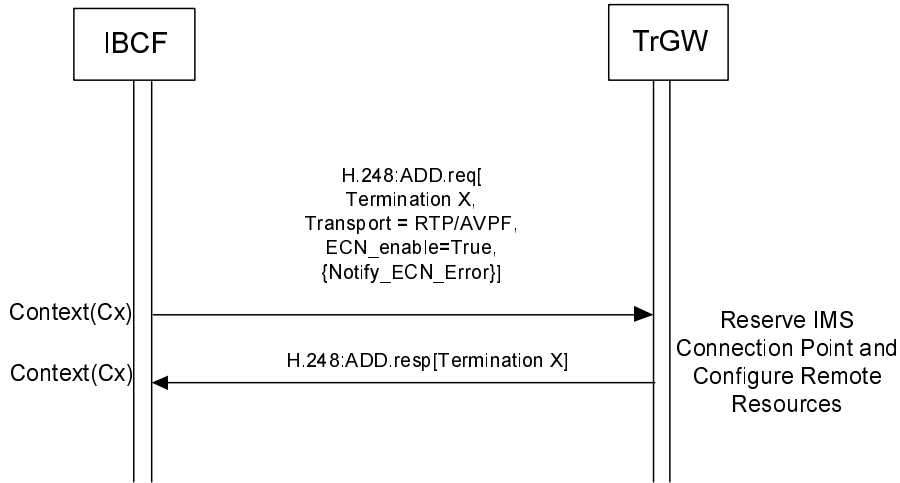 IBCF
TrGW
H.248:ADD.req[
Termination X,
Transport = RTP/AVPF,
ECN_enable=True,
{Notify_ECN_Error}]
Context(Cx)
Reserve IMS
Connection Point and
Configure Remote
Resources
H.248:ADD.resp[Termination X]
Context(Cx)